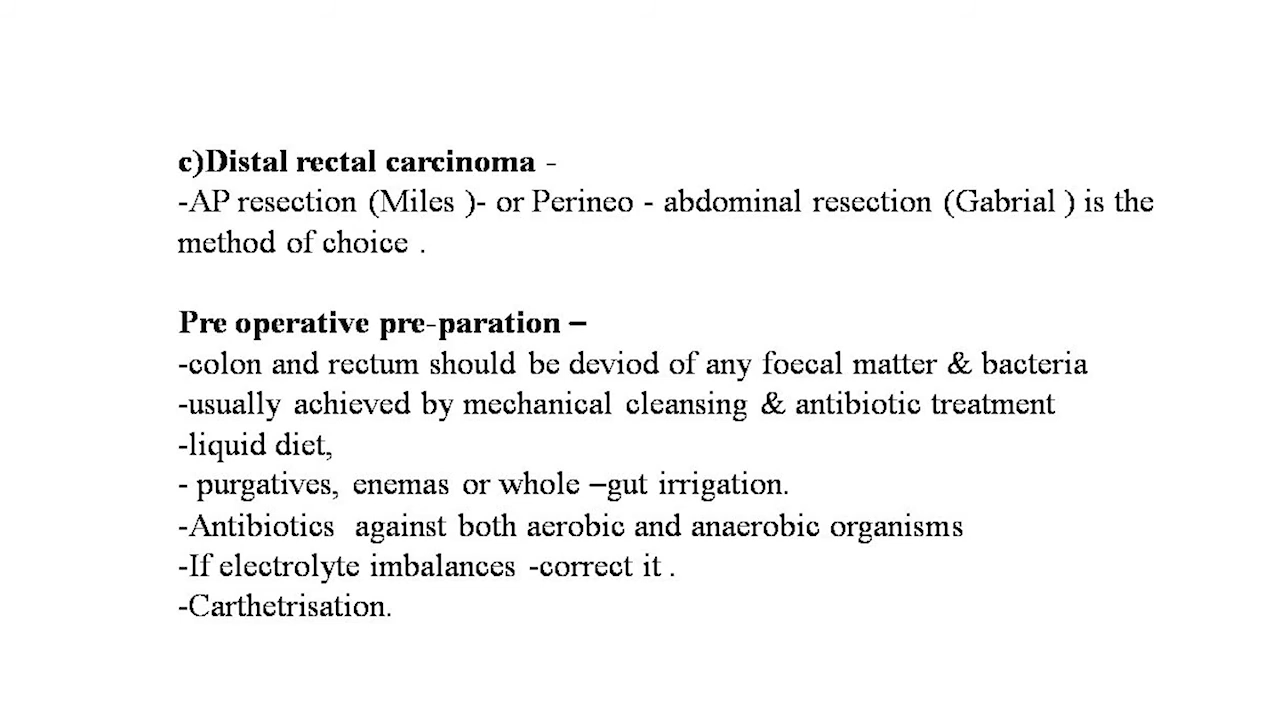 c)Distal rectal carcinoma -
-AP resection (Miles )- or Perineo - abdominal resection (Gabrial ) is the
method of choice .
Pre operative pre-paration –
-colon and rectum should be deviod of any foecal matter & bacteria
-usually achieved by mechanical cleansing & antibiotic treatment
-liquid diet,
- purgatives, enemas or whole –gut irrigation.
-Antibiotics against both aerobic and anaerobic organisms
-If electrolyte imbalances -correct it .
-Carthetrisation.